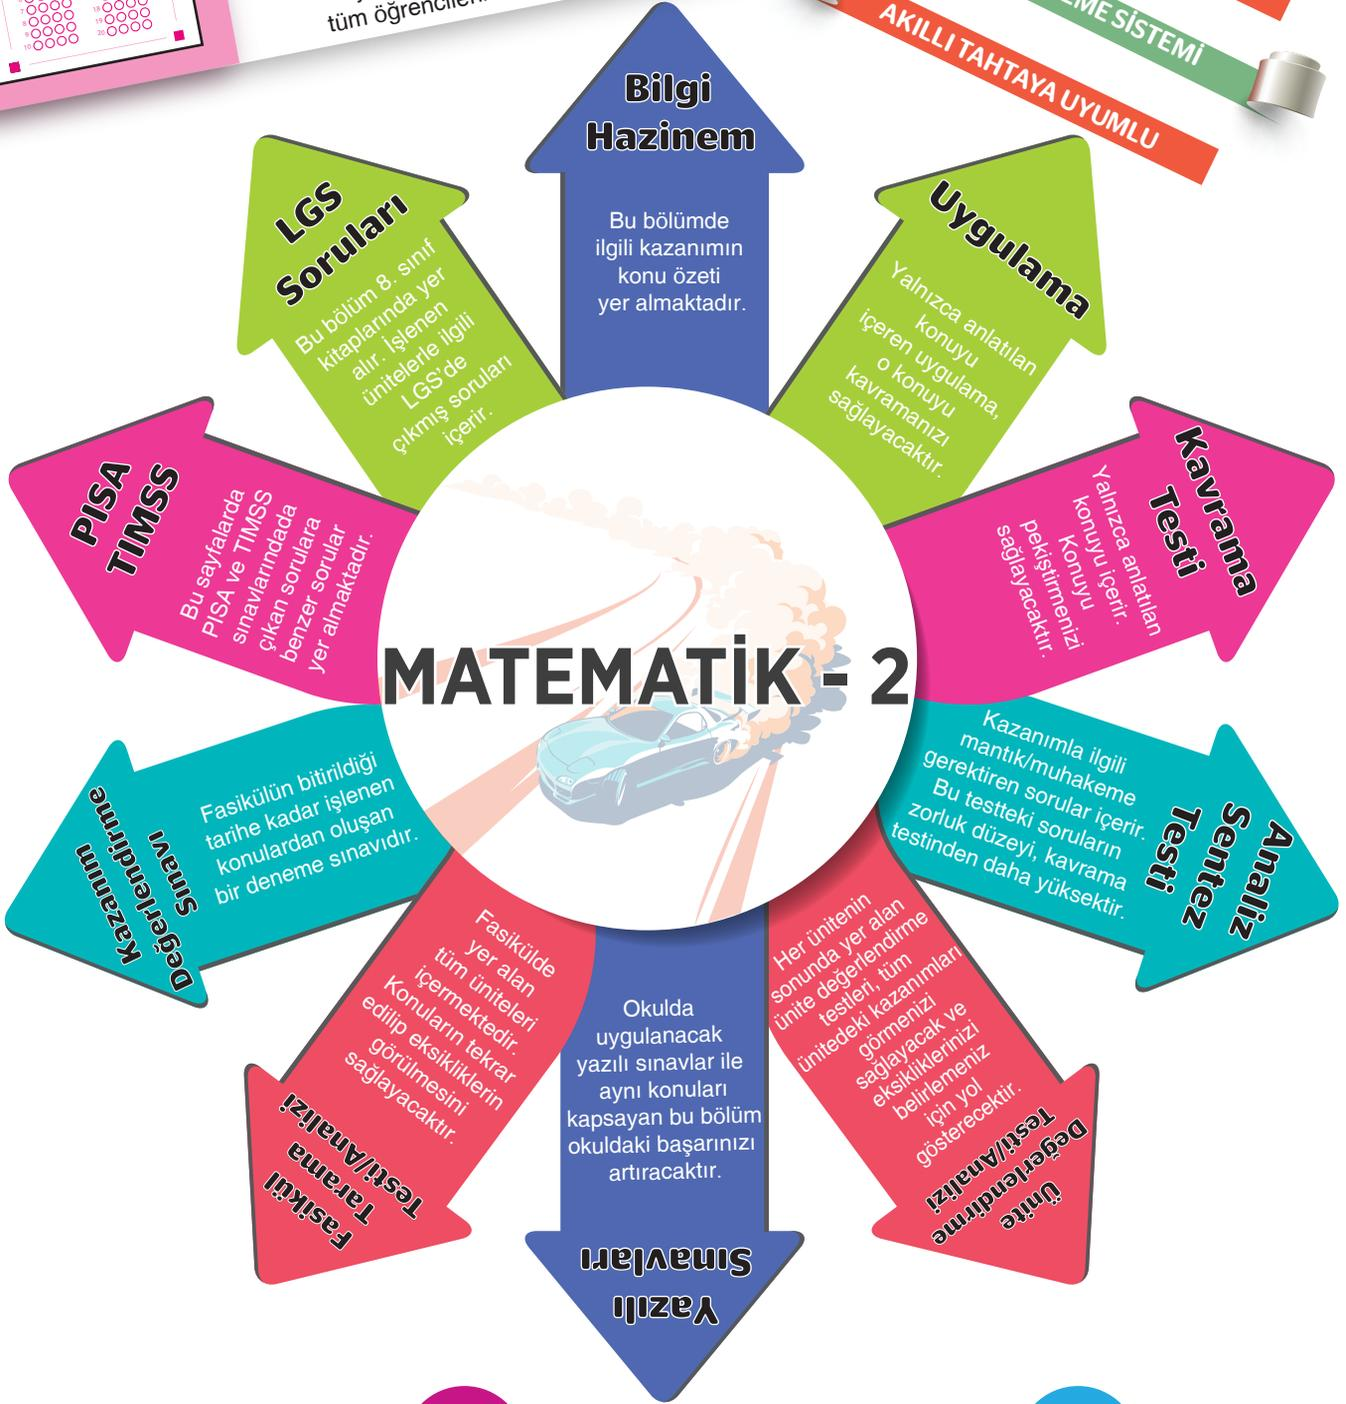 tüm öğrencileri
EME SİSTEMİ
AKILLI TAHTAYA UYUMLU
Bilgi
Hazinem
Bu bölümde
ilgili kazanımın
konu özeti
yer almaktadır.
Uygulama
Yalnızca anlatılan
konuyu
içeren uygulama,
o konuyu
kavramanızı
sağlayacaktır.
Kavrama
Testi
Yalnızca anlatılan
konuyu içerir.
Konuyu
pekiştirmenizi
sağlayacaktır.
Analiz
Sentez
Testi
Kazanımla ilgili
mantık/muhakeme
gerektiren sorular içerir.
Bu testteki soruların
zorluk düzeyi, kavrama
testinden daha yüksektir.
Her ünitenin
sonunda yer alan
ünite değerlendirme
testleri, tüm
ünitedeki kazanımları
görmenizi
sağlayacak ve
eksikliklerinizi
belirlemeniz
için yol
gösterecektir.
Ünite
Değerlendirme
Testi/Analizi
Okulda
uygulanacak
yazılı sınavlar ile
aynı konuları
kapsayan bu bölüm
okuldaki başarınızı
artıracaktır.
Yazılı
Sınavları
Fasikülde
yer alan
tüm üniteleri
içermektedir.
Konuların tekrar
edilip eksikliklerin
görülmesini
sağlayacaktır.
Fasikül
Tarama
Testi/Analizi
Kazanım
Değerlendirme
Sınavı
Fasikülün bitirildiği
tarihe kadar işlenen
konulardan oluşan
bir deneme sınavıdır.
PISA
TIMSS
Bu sayfalarda
PISA ve TIMSS
sınavlarındada
çıkan sorulara
benzer sorular
yer almaktadır.
LGS
Soruları
Bu bölüm 8. sınıf
kitaplarında yer
alır. İşlenen
ünitelerle ilgili
LGS'de
çıkmış soruları
içerir.
MATEMATİK - 2